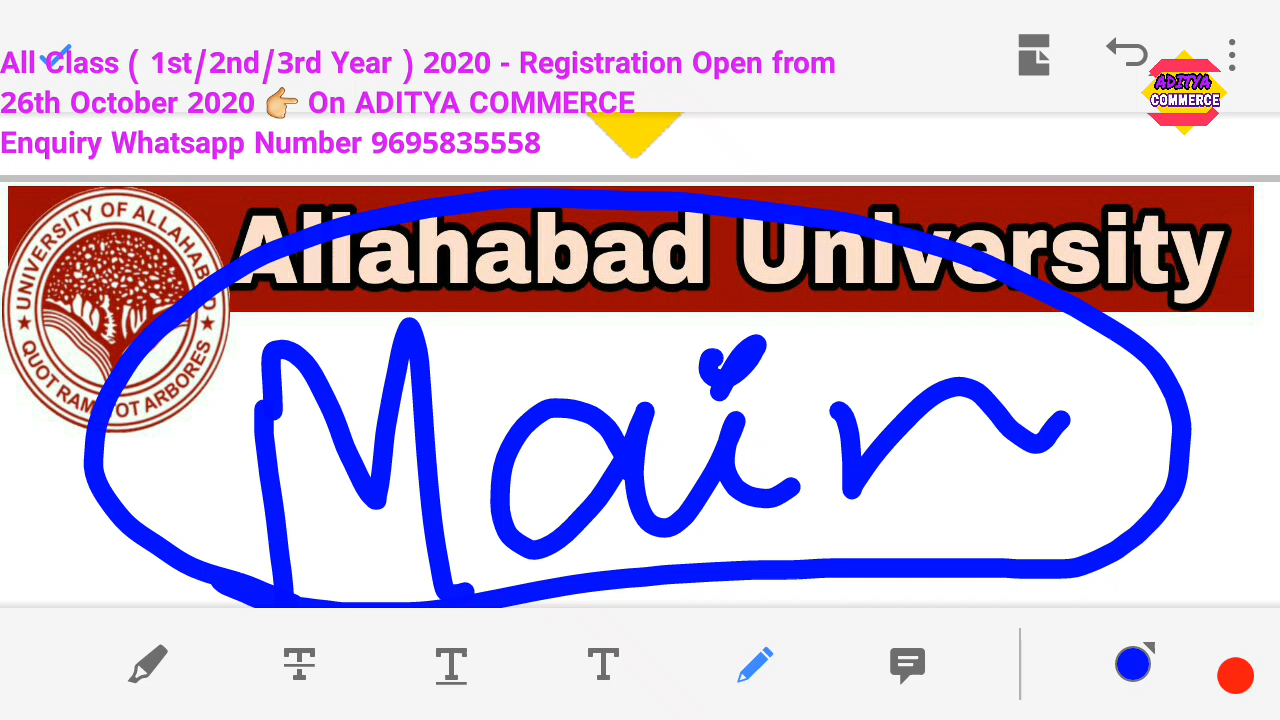 All Class ( 1st/2nd/3rd Year ) 2020 - Registration Open from
26th October 2020 👉 On ADITYA COMMERCE
Enquiry Whatsapp Number 9695835558
ADITYA
COMMERCE
UNIVERSITY OF ALLAHABAD
QUOT RAMI TOT ARBORES
Allahabad University
Main
T
T
T